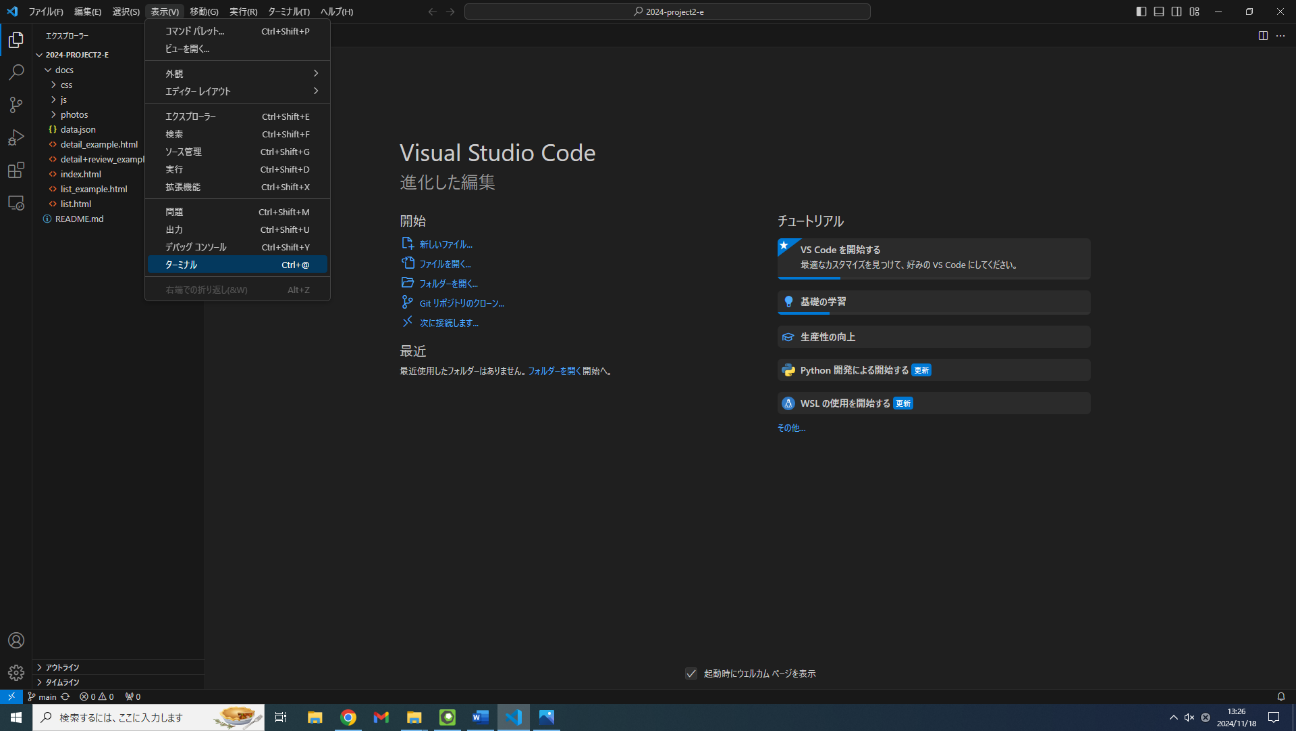 ファイル(F) 編集(E) 選択(S) 表示(V) 移動(G) 実行(R) ターミナル(T) ヘルプ(H)
2024-project2-e
エクスプローラー
2024-PROJECT2-E
docs
css
js
photos
data.json
detail_example.html
detail+review_exampl
index.html
list_example.html
list.html
README.md
コマンド パレット... Ctrl+Shift+P
ビューを開く...
外観
エディター レイアウト
エクスプローラー Ctrl+Shift+E
検索 Ctrl+Shift+F
ソース管理 Ctrl+Shift+G
実行 Ctrl+Shift+D
拡張機能 Ctrl+Shift+X
問題 Ctrl+Shift+M
出力 Ctrl+Shift+U
デバッグ コンソール Ctrl+Shift+Y
ターミナル Ctrl+@
右端での折り返し(&W) Alt+Z
Visual Studio Code
進化した編集
開始
新しいファイル...
ファイルを開く...
フォルダーを開く...
Git リポジトリのクローン...
次に接続します...
最近
最近使用したフォルダーはありません。フォルダーを開く開始へ。
チュートリアル
VS Code を開始する
最適なカスタマイズを見つけて、好みの VS Code にしてください。
基礎の学習
生産性の向上
Python 開発による開始する 更新
WSL の使用を開始する 更新
その他...
起動時にウェルカム ページを表示
アウトライン
タイムライン
main 0 0 0
検索するには、ここに入力します
13:26
2024/11/18